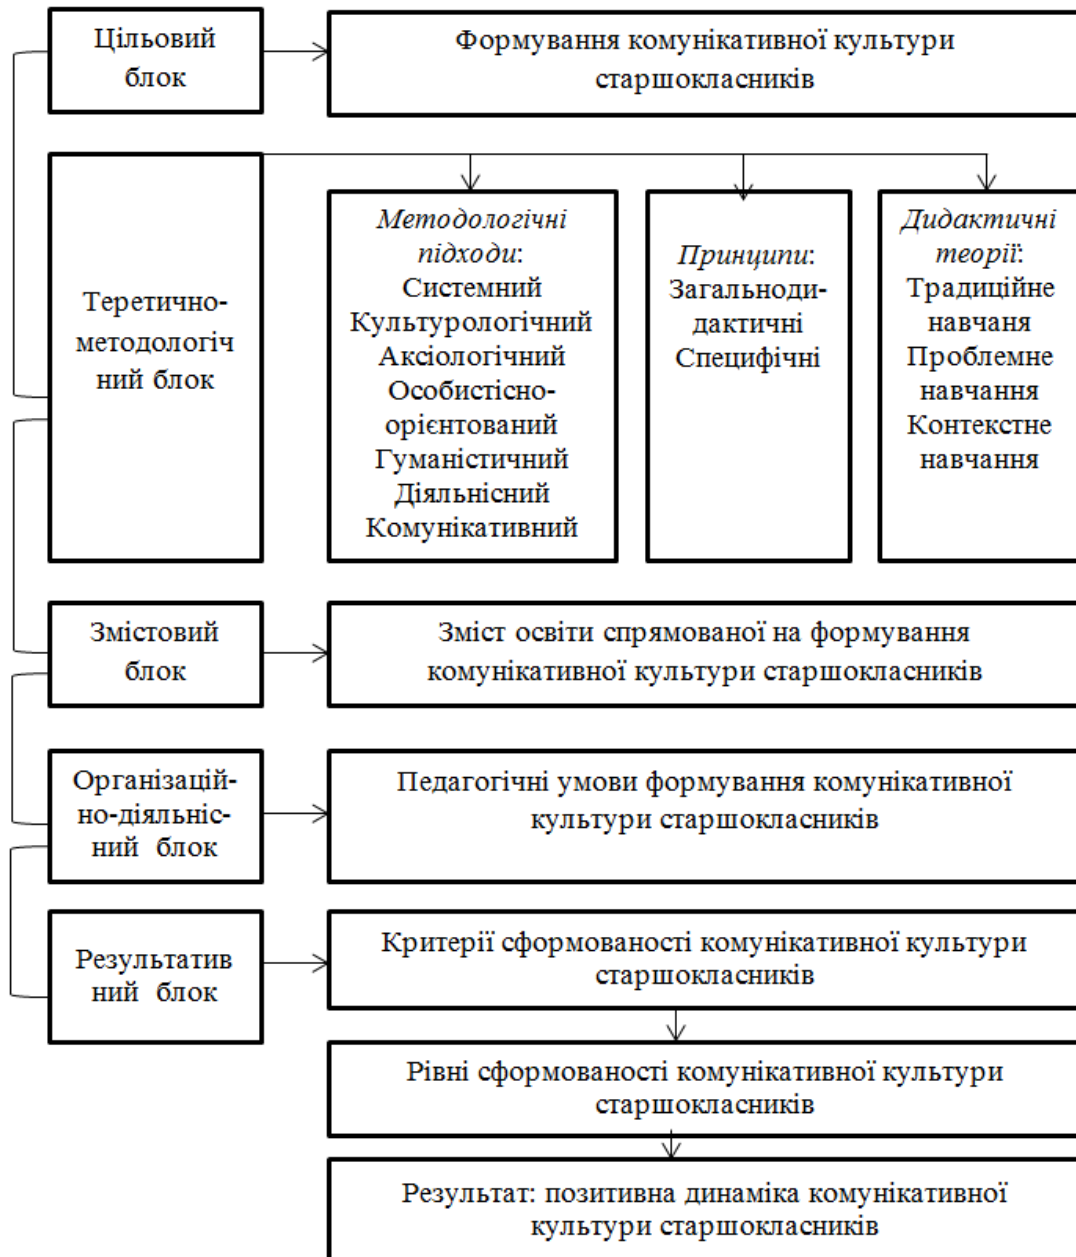 Цільовий
блок
Формування комунікативної культури
старшокласників
Теретично-
методологіч
ний блок
Методологічні
підходи:
Системний
Культурологічний
Аксіологічний
Особистісно-
орієнтований
Гуманістичний
Діяльнісний
Комунікативний
Принципи:
Загальноди-
дактичні
Специфічні
Дидактичні
теорії:
Традиційне
навчаня
Проблемне
навчання
Контекстне
навчання
Змістовий
блок
Зміст освіти спрямованої на формування
комунікативної культури старшокласників
Організацій-
но-діяльніс-
ний блок
Педагогічні умови формування комунікативної
культури старшокласників
Результатив
ний блок
Критерії сформованості комунікативної культури
старшокласників
Рівні сформованості комунікативної культури
старшокласників
Результат: позитивна динаміка комунікативної
культури старшокласників